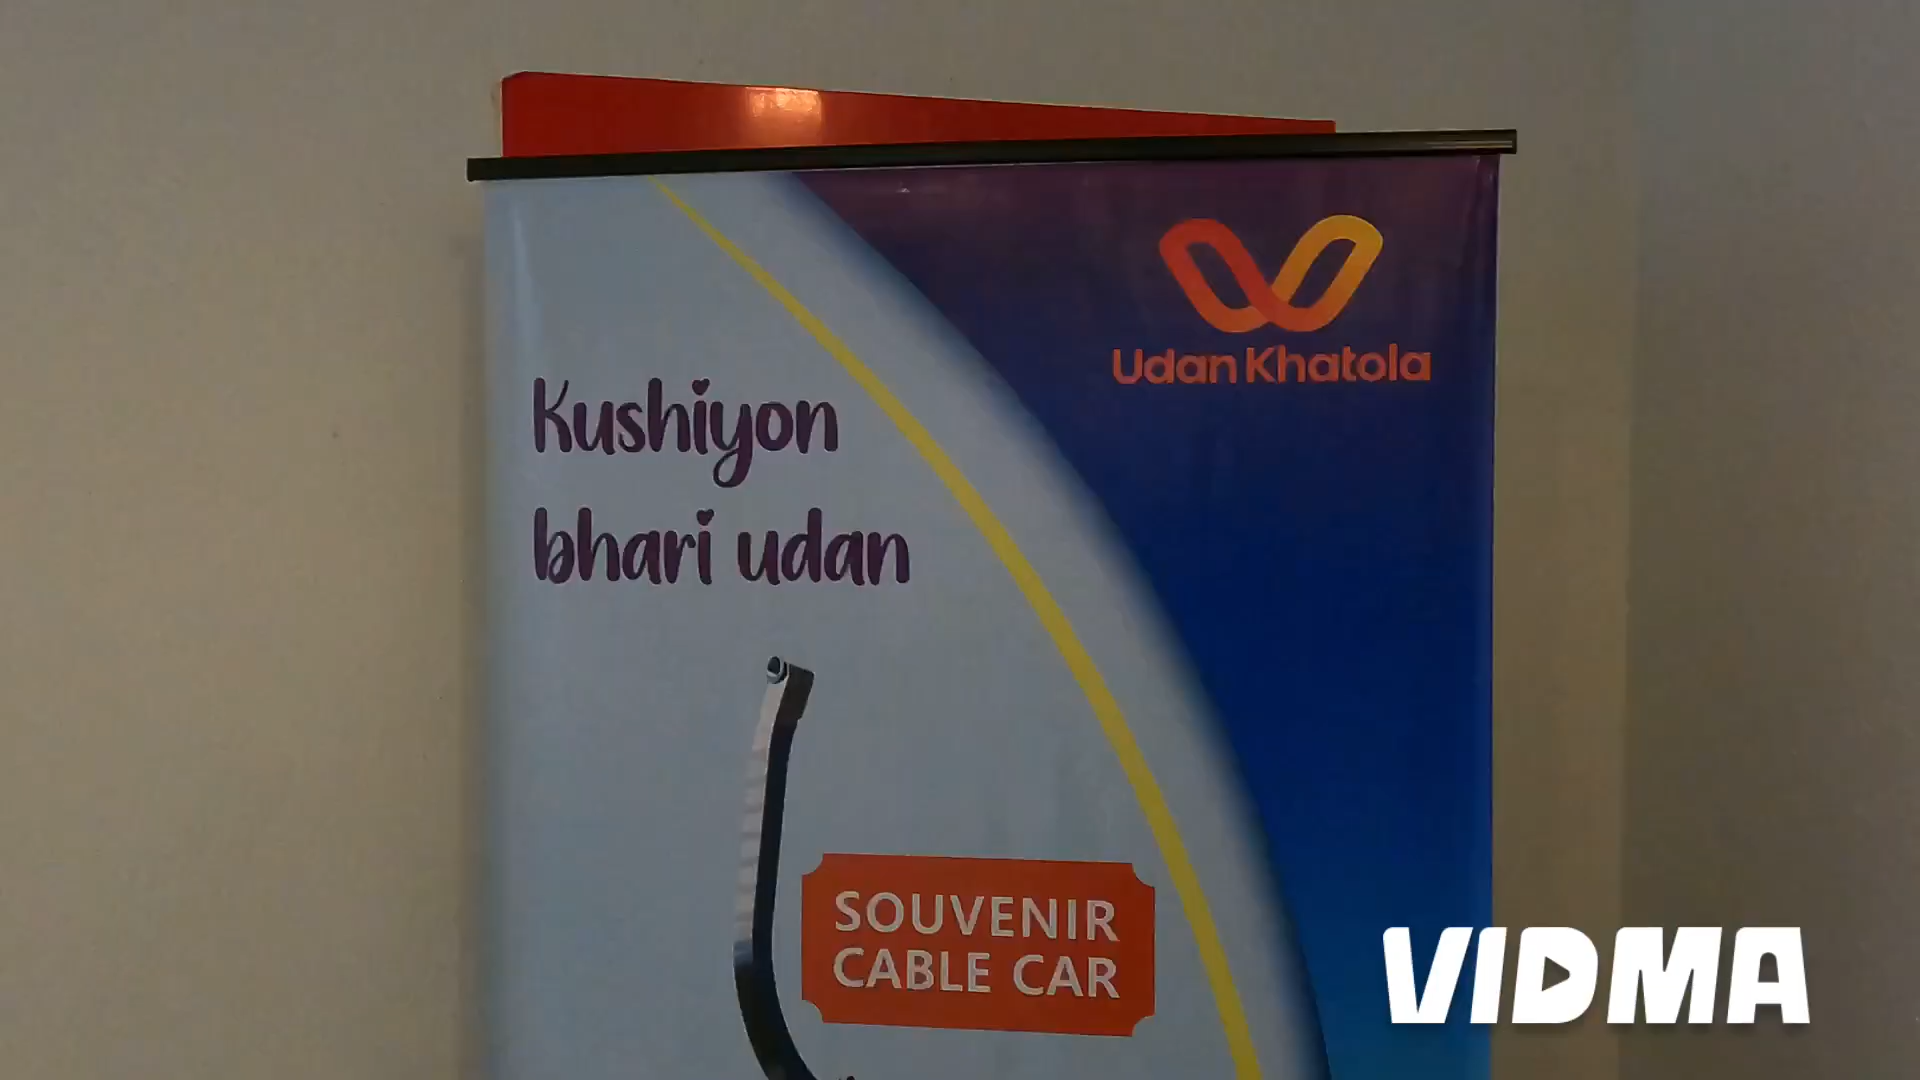 Udan Khatola
Kushiyon
bhari udan
SOUVENIR
CABLE CAR
VIDMA